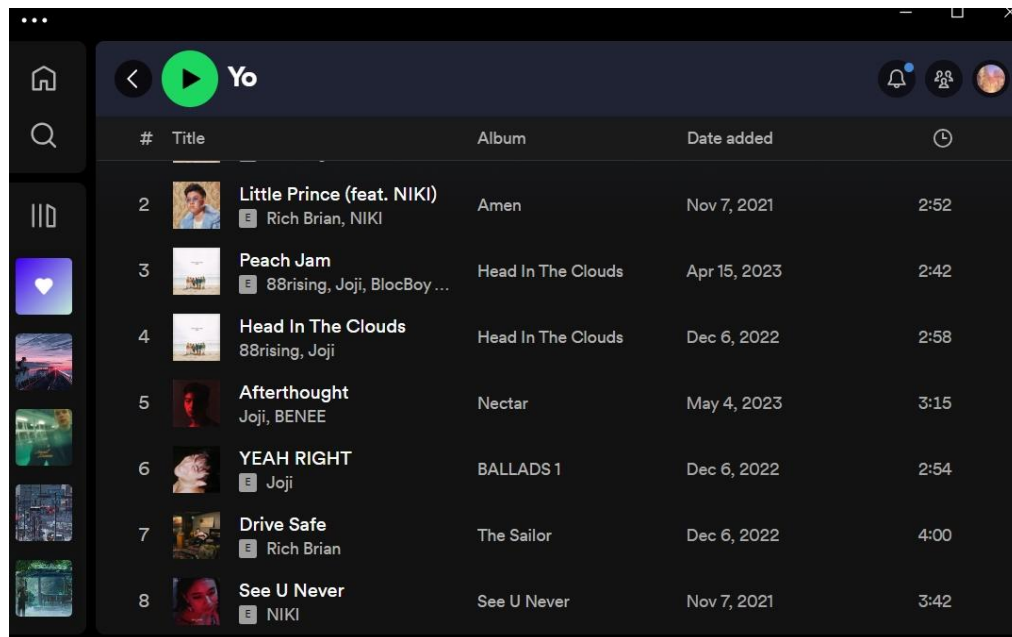 Yo
# Title Album Date added
2 Little Prince (feat. NIKI) Amen Nov 7, 2021 2:52
E Rich Brian, NIKI
3 Peach Jam Head In The Clouds Apr 15, 2023 2:42
E 88rising, Joji, BlocBoy ...
4 Head In The Clouds Head In The Clouds Dec 6, 2022 2:58
88rising, Joji
5 Afterthought Nectar May 4, 2023 3:15
Joji, BENEE
6 YEAH RIGHT BALLADS 1 Dec 6, 2022 2:54
E Joji
7 Drive Safe The Sailor Dec 6, 2022 4:00
E Rich Brian
8 See U Never See U Never Nov 7, 2021 3:42
E NIKI